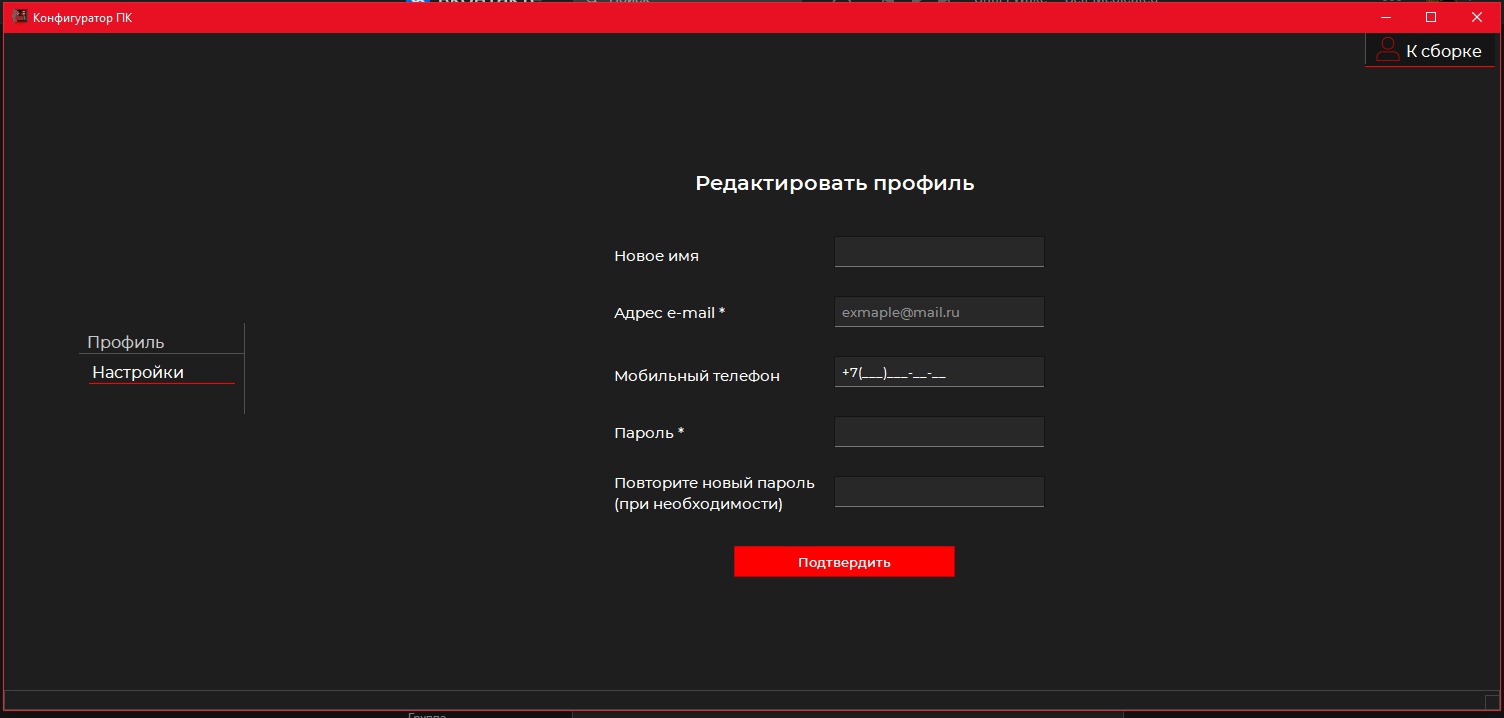 Конфигуратор ПК
К сборке
Редактировать профиль
Новое имя
Адрес e-mail *
exmaple@mail.ru
Профиль
Настройки
Мобильный телефон
+7(___)___-__-__
Пароль *
Повторите новый пароль
(при необходимости)
Подтвердить